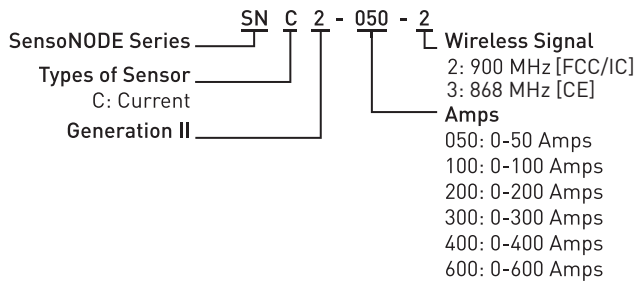 SN C 2 - 050 - 2
SensoNODE Series
Types of Sensor
C: Current
Generation II
Wireless Signal
2: 900 MHz [FCC/IC]
3: 868 MHz [CE]
Amps
050: 0-50 Amps
100: 0-100 Amps
200: 0-200 Amps
300: 0-300 Amps
400: 0-400 Amps
600: 0-600 Amps